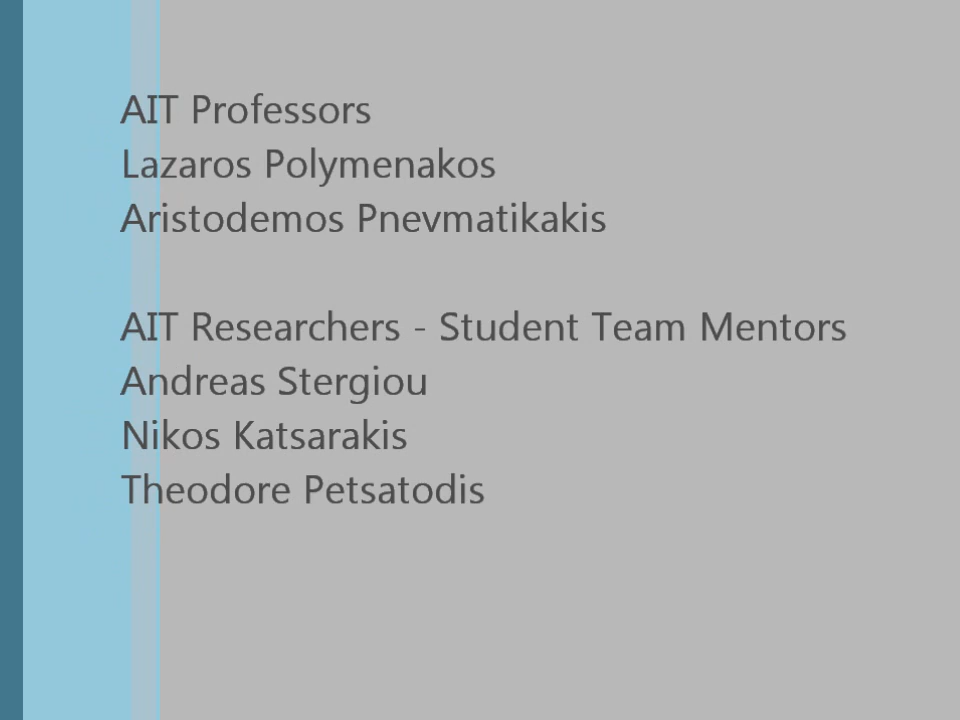 AIT Professors
Lazaros Polymenakos
Aristodemos Pnevmatikakis
AIT Researchers - Student Team Mentors
Andreas Stergiou
Nikos Katsarakis
Theodore Petsatodis